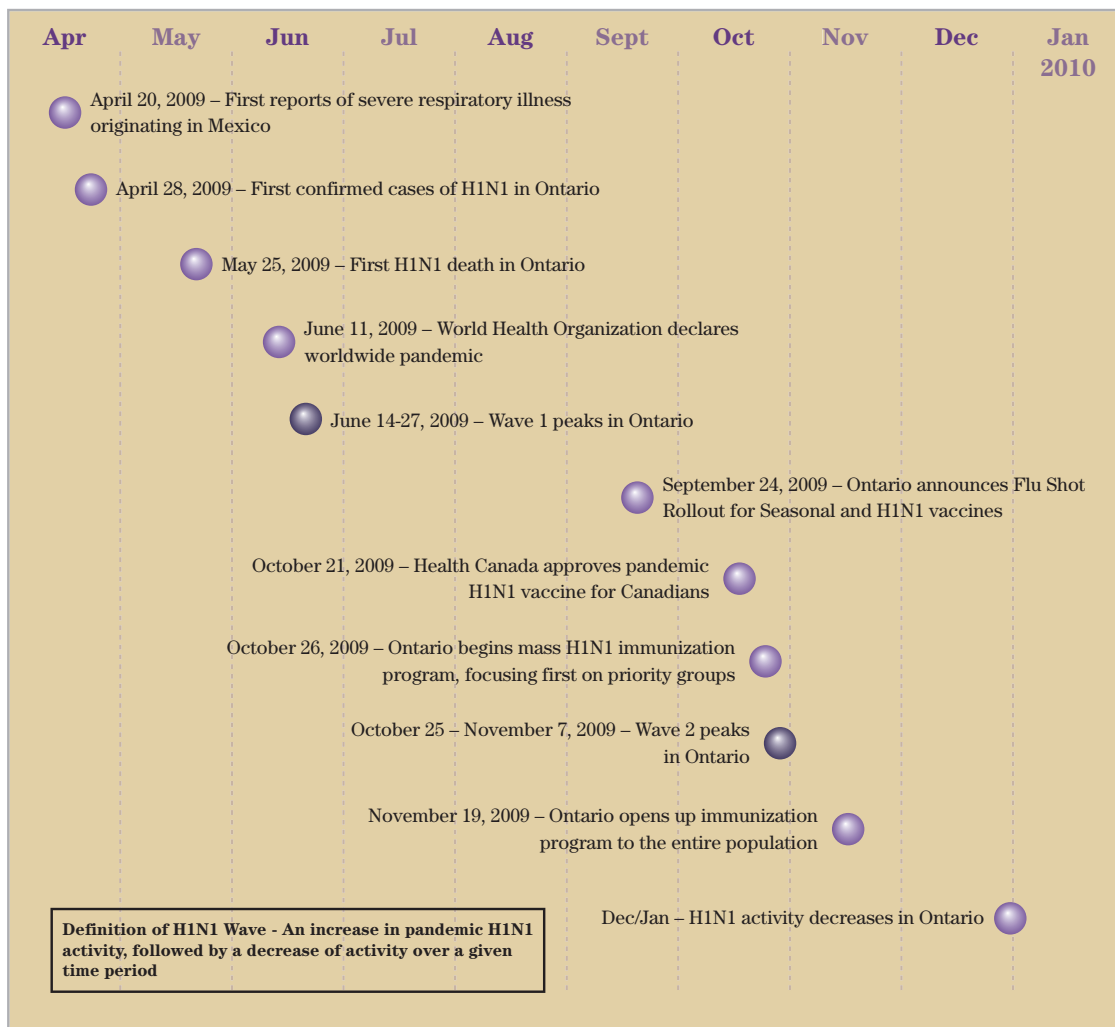 Apr May Jun Jul Aug Sept Oct Nov Dec Jan
2010
April 20, 2009 – First reports of severe respiratory illness
originating in Mexico
April 28, 2009 – First confirmed cases of H1N1 in Ontario
May 25, 2009 – First H1N1 death in Ontario
June 11, 2009 – World Health Organization declares
worldwide pandemic
June 14-27, 2009 – Wave 1 peaks in Ontario
September 24, 2009 – Ontario announces Flu Shot
Rollout for Seasonal and H1N1 vaccines
October 21, 2009 – Health Canada approves pandemic
H1N1 vaccine for Canadians
October 26, 2009 – Ontario begins mass H1N1 immunization
program, focusing first on priority groups
October 25 – November 7, 2009 – Wave 2 peaks
in Ontario
November 19, 2009 – Ontario opens up immunization
program to the entire population
Dec/Jan – H1N1 activity decreases in Ontario
Definition of H1N1 Wave - An increase in pandemic H1N1
activity, followed by a decrease of activity over a given
time period